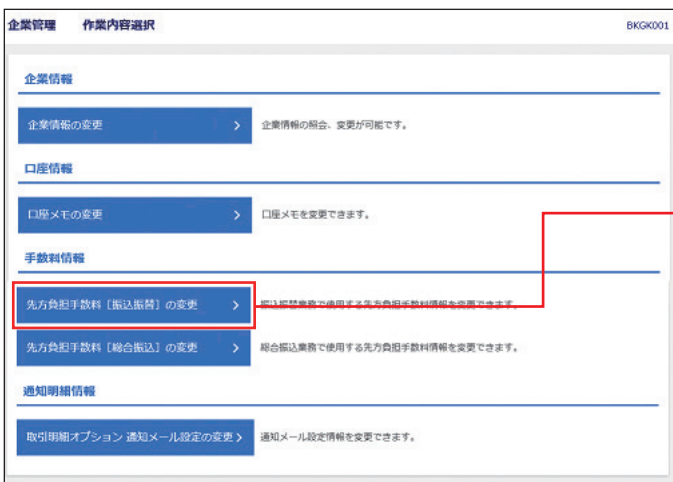 企業管理 作業内容選択 BKGK001
企業情報
企業情報の変更 企業情報の照会、変更が可能です。
口座情報
口座メモの変更 口座メモを変更できます。
手数料情報
先方負担手数料［振込振替］の変更 振込振替業務で使用する先方負担手数料情報を変更できます。
先方負担手数料［総合振込］の変更 総合振込業務で使用する先方負担手数料情報を変更できます。
通知明細情報
取引明細オプション 通知メール設定の変更 通知メール設定情報を変更できます。